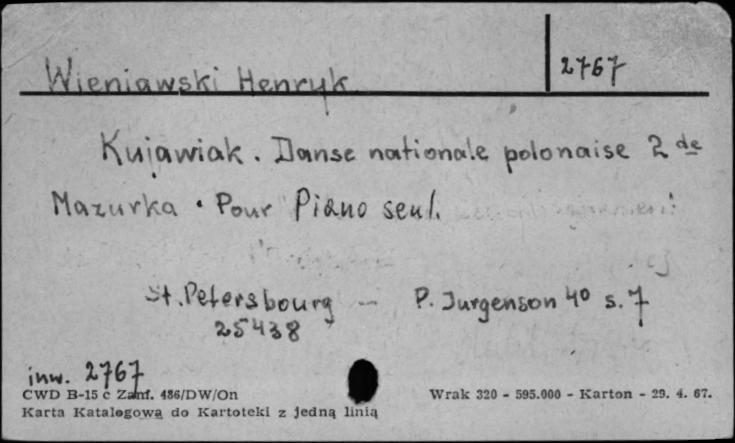 Wieniawski Henryk
2767
Kujawiak. Danse nationale polonaise 2 de
Mazurka. Pour Piano seul.
St. Petersbourg – P. Jurgenson 4° s. 7
25438
inw. 2767
CWD B-15 c Zam. 486/DW/On
Wrak 320 - 595.000 - Karton - 29. 4. 67.
Karta Katalogowa do Kartoteki z jedną linią